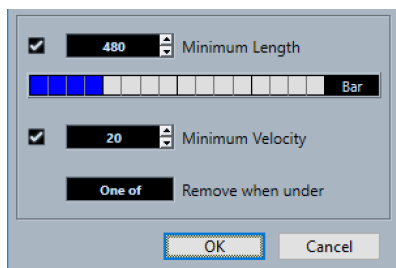 480 Minimum Length
Bar
20 Minimum Velocity
One of Remove when under
OK Cancel